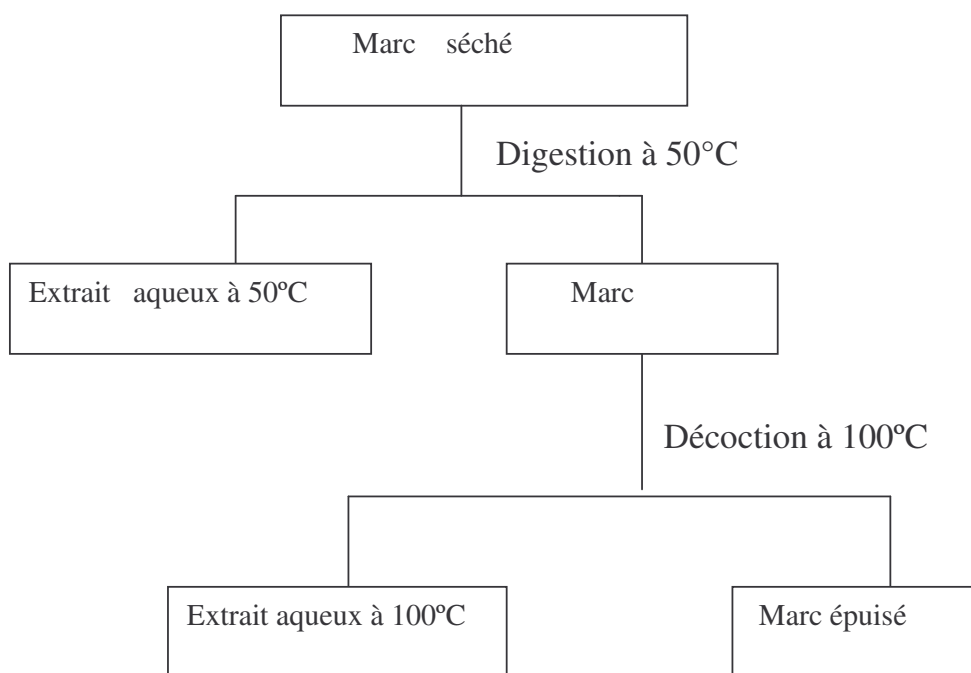 Marc séché
Digestion à 50°C
Extrait aqueux à 50ºC
Marc
Décoction à 100ºC
Extrait aqueux à 100ºC
Marc épuisé